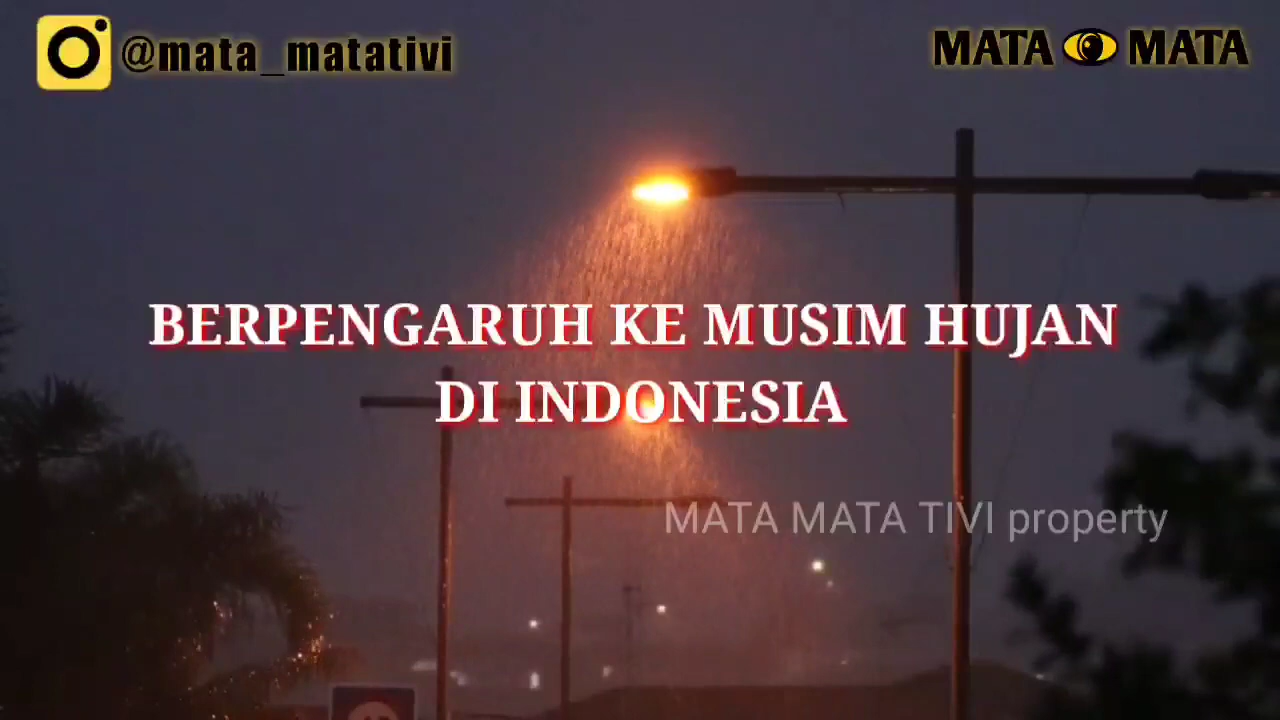 @mata_matativi
MATA MATA
BERPENGARUH KE MUSIM HUJAN
DI INDONESIA
MATA MATA TIVI property